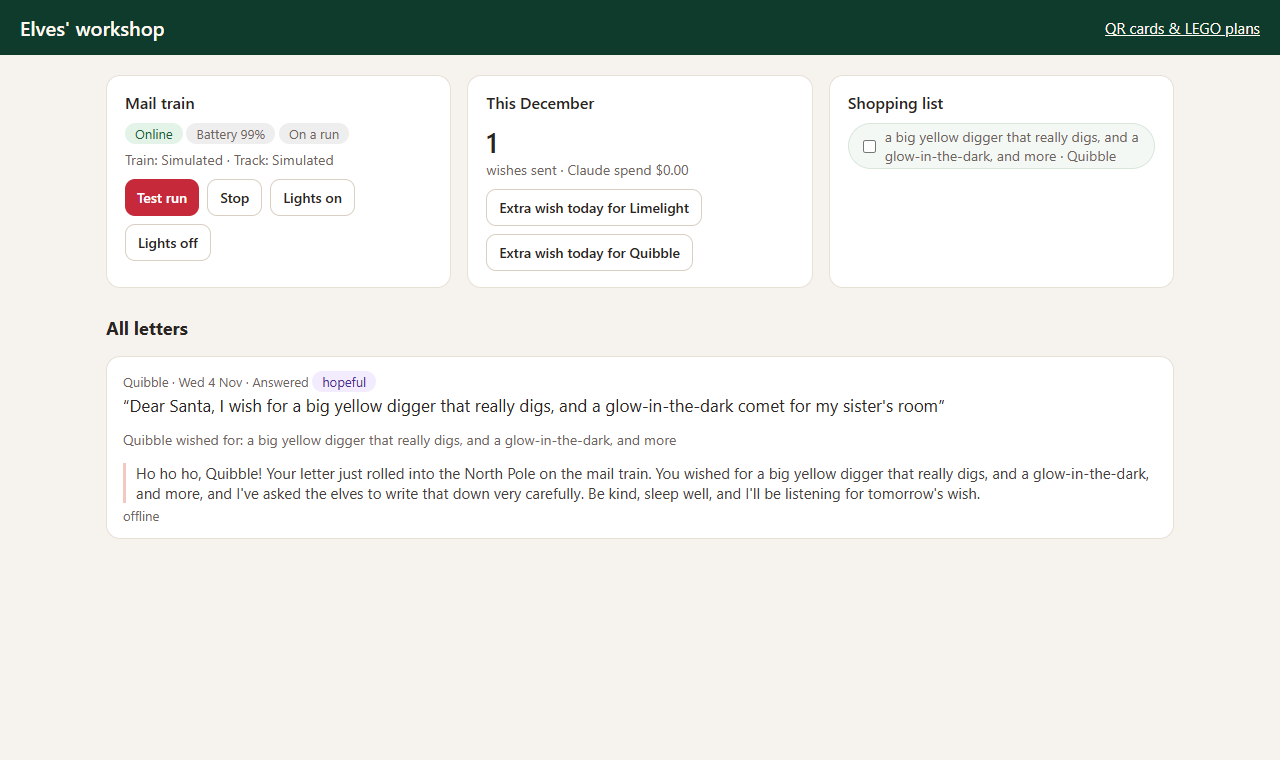 Elves' workshop
QR cards & LEGO plans
Mail train
Online
Battery 99%
On a run
Train: Simulated · Track: Simulated
Test run
Stop
Lights on
Lights off
This December
1
wishes sent · Claude spend $0.00
Extra wish today for Limelight
Extra wish today for Quibble
Shopping list
a big yellow digger that really digs, and a
glow-in-the-dark, and more · Quibble
All letters
Quibble · Wed 4 Nov · Answered hopeful
“Dear Santa, I wish for a big yellow digger that really digs, and a glow-in-the-dark comet for my sister's room”
Quibble wished for: a big yellow digger that really digs, and a glow-in-the-dark, and more
Ho ho ho, Quibble! Your letter just rolled into the North Pole on the mail train. You wished for a big yellow digger that really digs, and a glow-in-the-dark,
and more, and I've asked the elves to write that down very carefully. Be kind, sleep well, and I'll be listening for tomorrow's wish.
offline